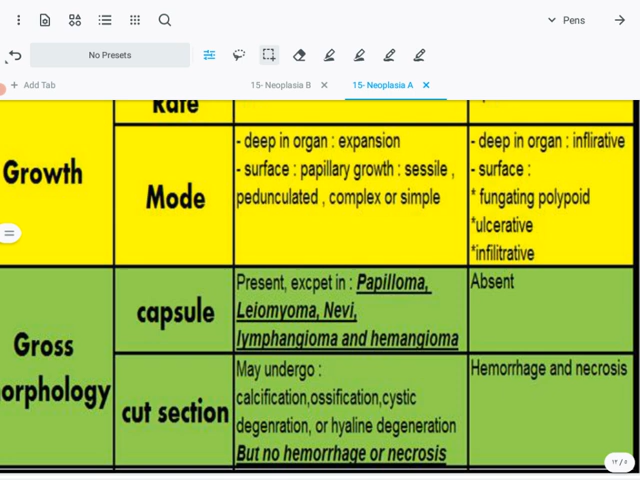 Pens
No Presets
Add Tab
15- Neoplasia B
15- Neoplasia A
Rate
Growth
Mode
- deep in organ : expansion
- surface : papillary growth : sessile ,
pedunculated , complex or simple
- deep in organ : inflirative
- surface :
* fungating polypoid
*ulcerative
*infilitrative
Gross
orphology
capsule
Present, excpet in : Papilloma,
Leiomyoma, Nevi,
lymphangioma and hemangioma
Absent
cut section
May undergo :
calcification,ossification,cystic
degenration, or hyaline degeneration
But no hemorrhage or necrosis
Hemorrhage and necrosis